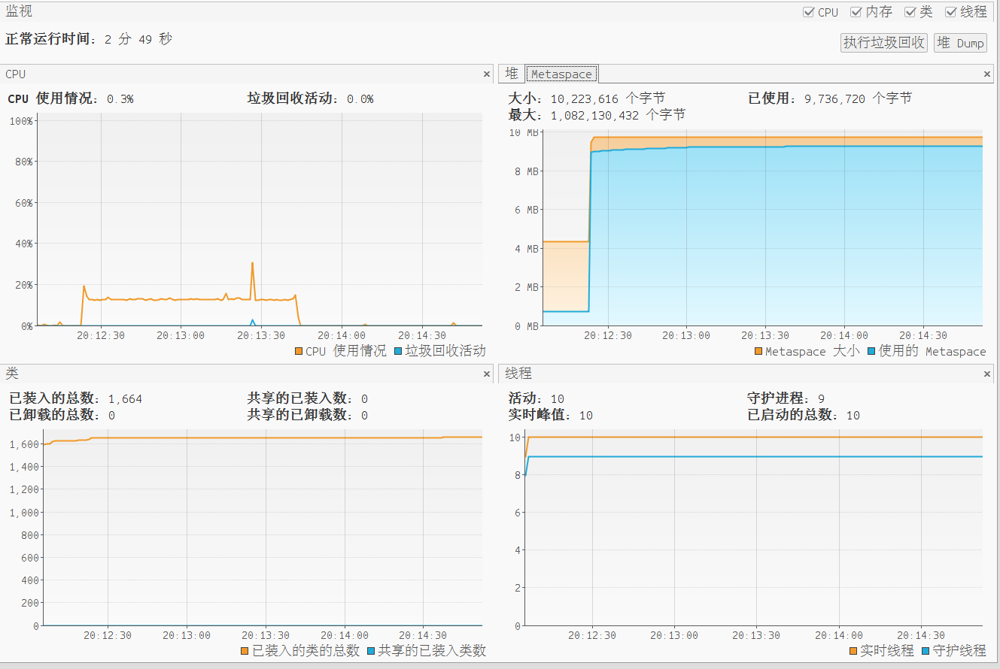 监视
CPU 内存 类 线程
正常运行时间: 2 分 49 秒
执行垃圾回收 堆 Dump
CPU ×
CPU 使用情况: 0.3% 垃圾回收活动: 0.0%
100%
80%
60%
40%
20%
0%
20:12:30 20:13:00 20:13:30 20:14:00 20:14:30
CPU 使用情况 垃圾回收活动
堆 Metaspace ×
大小: 10,223,616 个字节 已使用: 9,736,720 个字节
最大: 1,082,130,432 个字节
10 MB
8 MB
6 MB
4 MB
2 MB
0 MB
20:12:30 20:13:00 20:13:30 20:14:00 20:14:30
Metaspace 大小 使用的 Metaspace
类 ×
已装入的总数: 1,664 共享的已装入数: 0
已卸载的总数: 0 共享的已卸载数: 0
1,600
1,400
1,200
1,000
800
600
400
200
0
20:12:30 20:13:00 20:13:30 20:14:00 20:14:30
已装入的类的总数 共享的已装入类数
线程 ×
活动: 10 守护进程: 9
实时峰值: 10 已启动的总数: 10
10
8
6
4
2
0
20:12:30 20:13:00 20:13:30 20:14:00 20:14:30
实时线程 守护线程